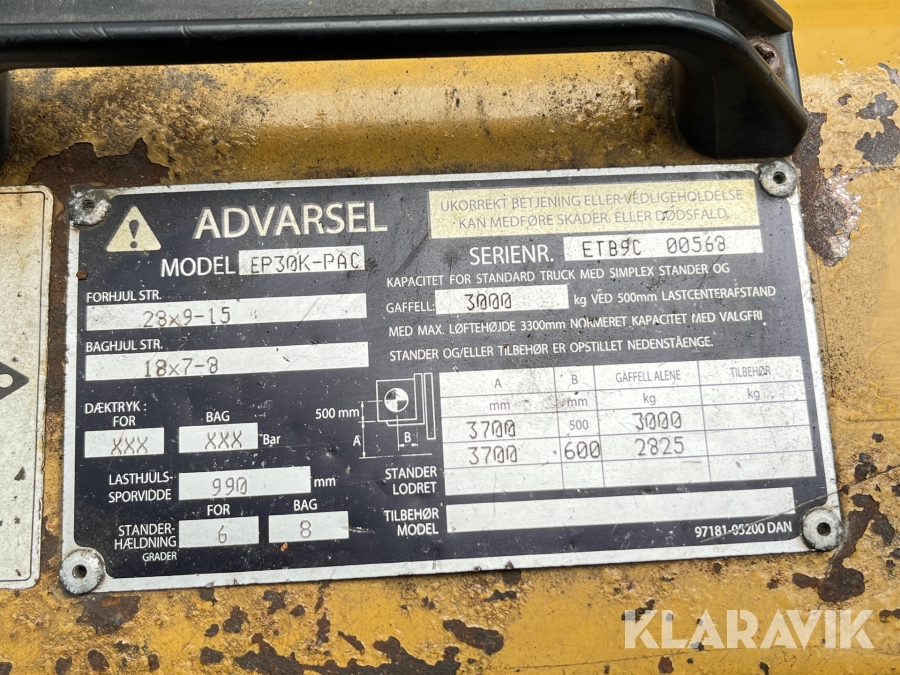 ADVARSEL
UKORREKT BETJENING ELLER VEDLIGEHOLDELSE
KAN MEDFØRE SKADER ELLER DØDSFALD.
MODEL EP30K-PAC
SERIENR. ETB9C 00568
KAPACITET FOR STANDARD TRUCK MED SIMPLEX STANDER OG
GAFFELL: 3000 kg VED 500mm LASTCENTERAFSTAND
MED MAX. LØFTEHØJDE 3300mm NORMERET KAPACITET MED VALGFRI
STANDER OG/ELLER TILBEHØR ER OPSTILLET NEDENSTÅENGE.
FORHJUL STR.
28x9-15
BAGHJUL STR.
18x7-8
DÆKTRYK :
FOR BAG
XXX XXX Bar
LASTHJULS-
SPORVIDDE 990 mm
FOR BAG
STANDER-
HÆLDNING 6 8
GRADER
500 mm
A B
A B GAFFELL ALENE TILBEHØR
mm mm kg kg
3700 500 3000
3700 600 2825
STANDER
LODRET
TILBEHØR
MODEL
97181-05200 DAN
KLARAVIK